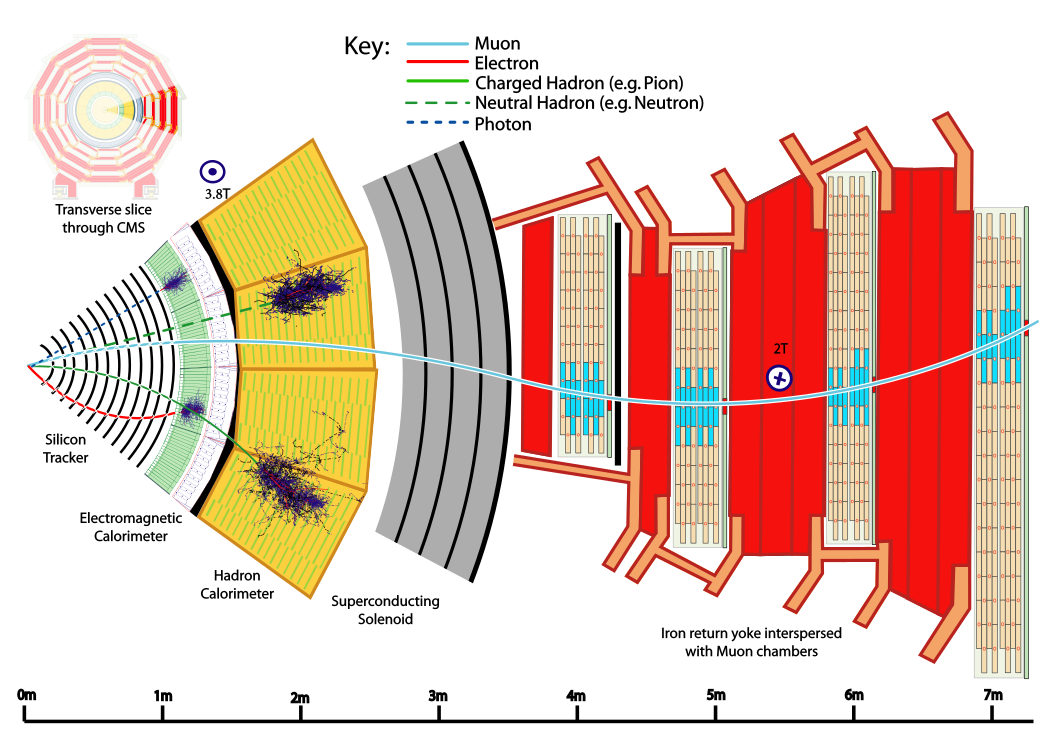 Key:
Muon
Electron
Charged Hadron (e.g. Pion)
Neutral Hadron (e.g. Neutron)
Photon
Transverse slice
through CMS
3.8T
2T
Silicon
Tracker
Electromagnetic
Calorimeter
Hadron
Calorimeter
Superconducting
Solenoid
Iron return yoke interspersed
with Muon chambers
0m 1m 2m 3m 4m 5m 6m 7m